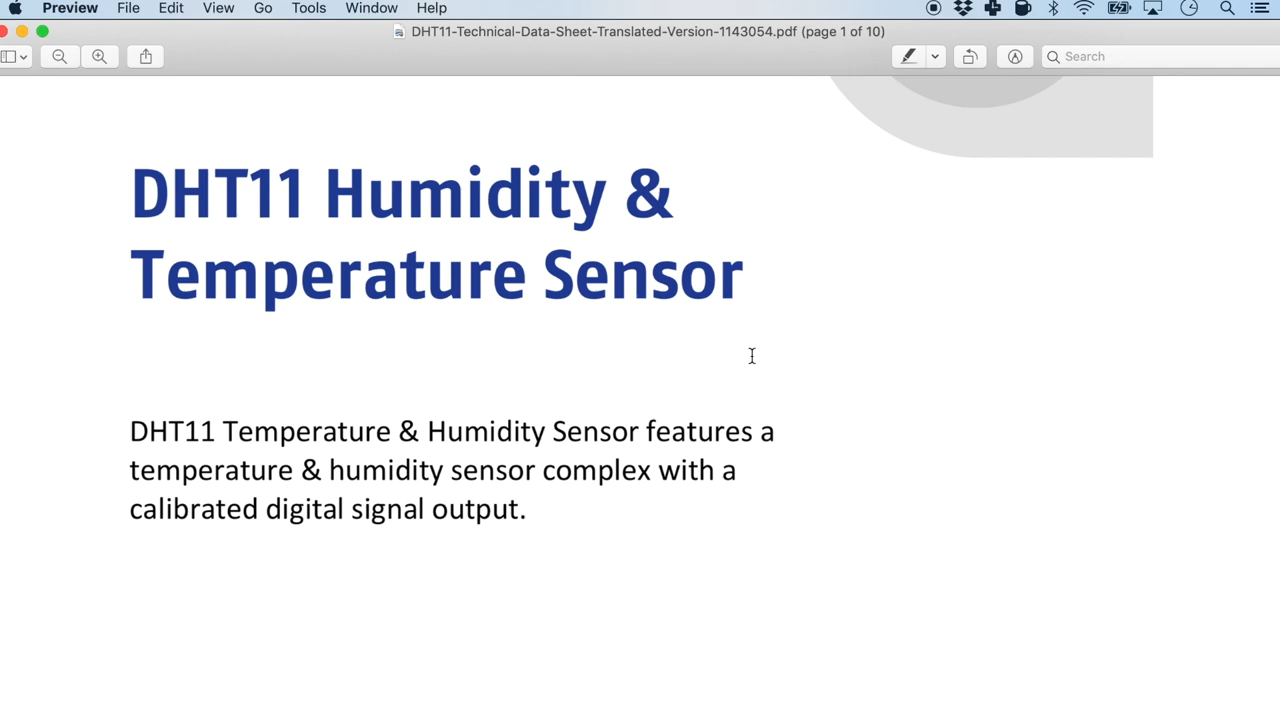 Preview File Edit View Go Tools Window Help
DHT11-Technical-Data-Sheet-Translated-Version-1143054.pdf (page 1 of 10)
Search
DHT11 Humidity &
Temperature Sensor
DHT11 Temperature & Humidity Sensor features a
temperature & humidity sensor complex with a
calibrated digital signal output.